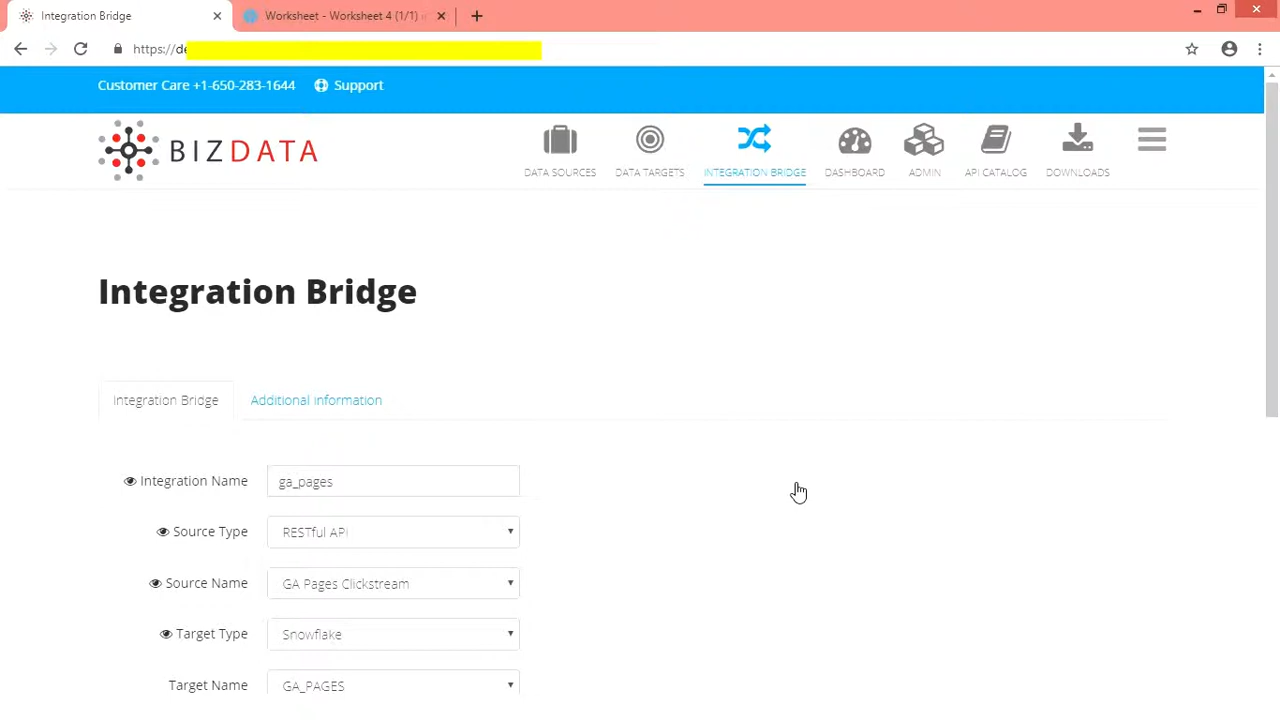 Integration Bridge
Worksheet - Worksheet 4 (1/1)
https://de
Customer Care +1-650-283-1644
Support
BIZDATA
DATA SOURCES
DATA TARGETS
INTEGRATION BRIDGE
DASHBOARD
ADMIN
API CATALOG
DOWNLOADS
Integration Bridge
Integration Bridge
Additional information
Integration Name
ga_pages
Source Type
RESTful API
Source Name
GA Pages Clickstream
Target Type
Snowflake
Target Name
GA_PAGES